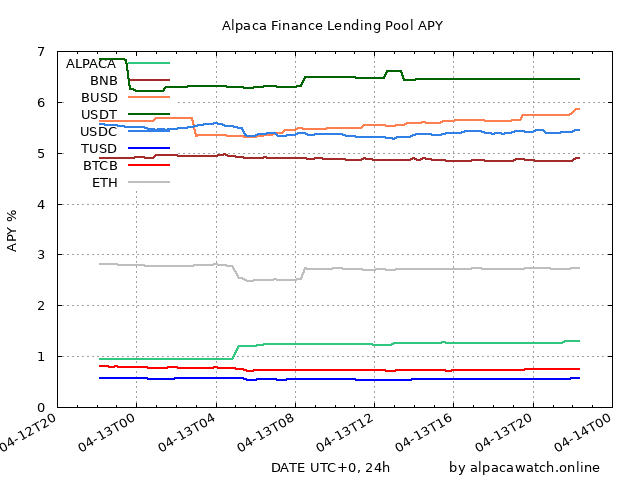 Alpaca Finance Lending Pool APY
7
6
5
4
3
2
1
0
APY %
ALPACA
BNB
BUSD
USDT
USDC
TUSD
BTCB
ETH
04-12T20
04-13T00
04-13T04
04-13T08
04-13T12
04-13T16
04-13T20
04-14T00
DATE UTC+0, 24h
by alpacawatch.online